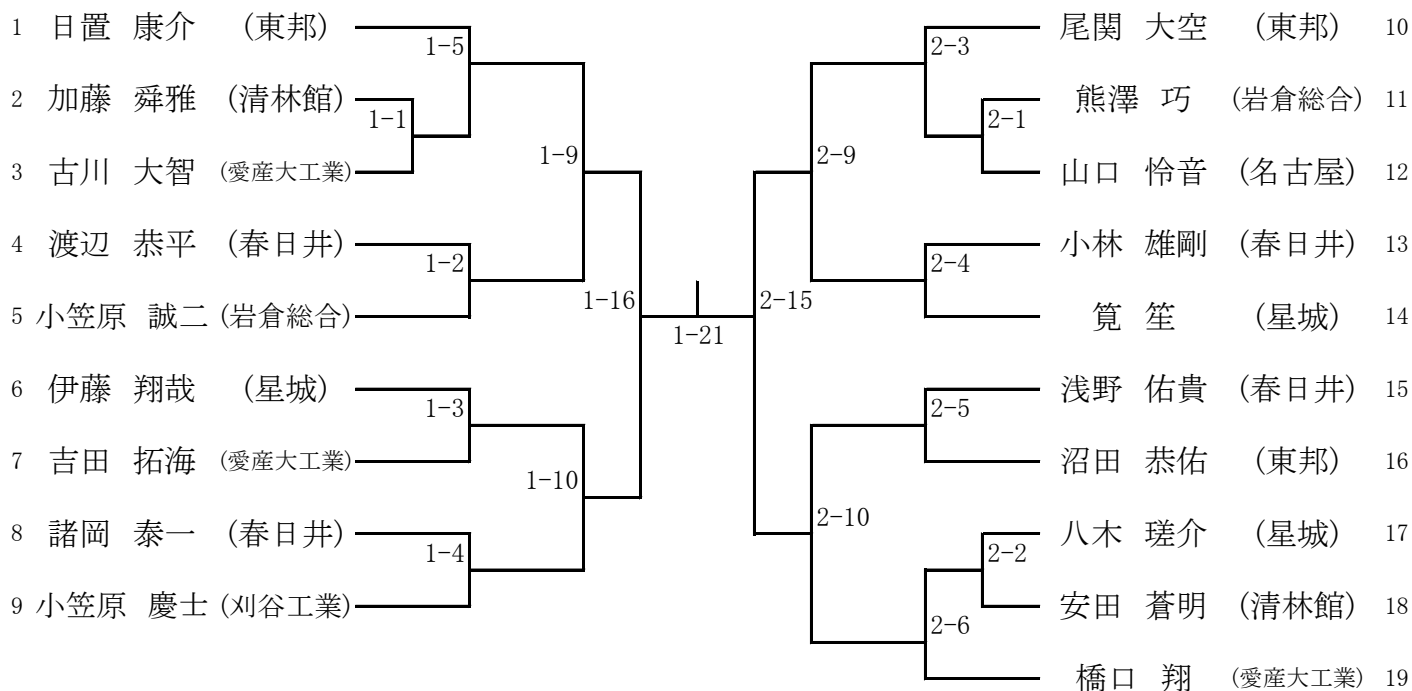 1 日置 康介 (東邦)
1-5
2 加藤 舜雅 (清林館)
1-1
3 古川 大智 (愛産大工業)
1-9
4 渡辺 恭平 (春日井)
1-2
5 小笠原 誠二 (岩倉総合)
1-16
6 伊藤 翔哉 (星城)
1-3
7 吉田 拓海 (愛産大工業)
1-10
8 諸岡 泰一 (春日井)
1-4
9 小笠原 慶士 (刈谷工業)
1-21
尾関 大空 (東邦) 10
2-3
熊澤 巧 (岩倉総合) 11
2-1
山口 怜音 (名古屋) 12
2-9
小林 雄剛 (春日井) 13
2-4
筧 笙 (星城) 14
2-15
浅野 佑貴 (春日井) 15
2-5
沼田 恭佑 (東邦) 16
2-10
八木 瑳介 (星城) 17
2-2
安田 蒼明 (清林館) 18
2-6
橋口 翔 (愛産大工業) 19